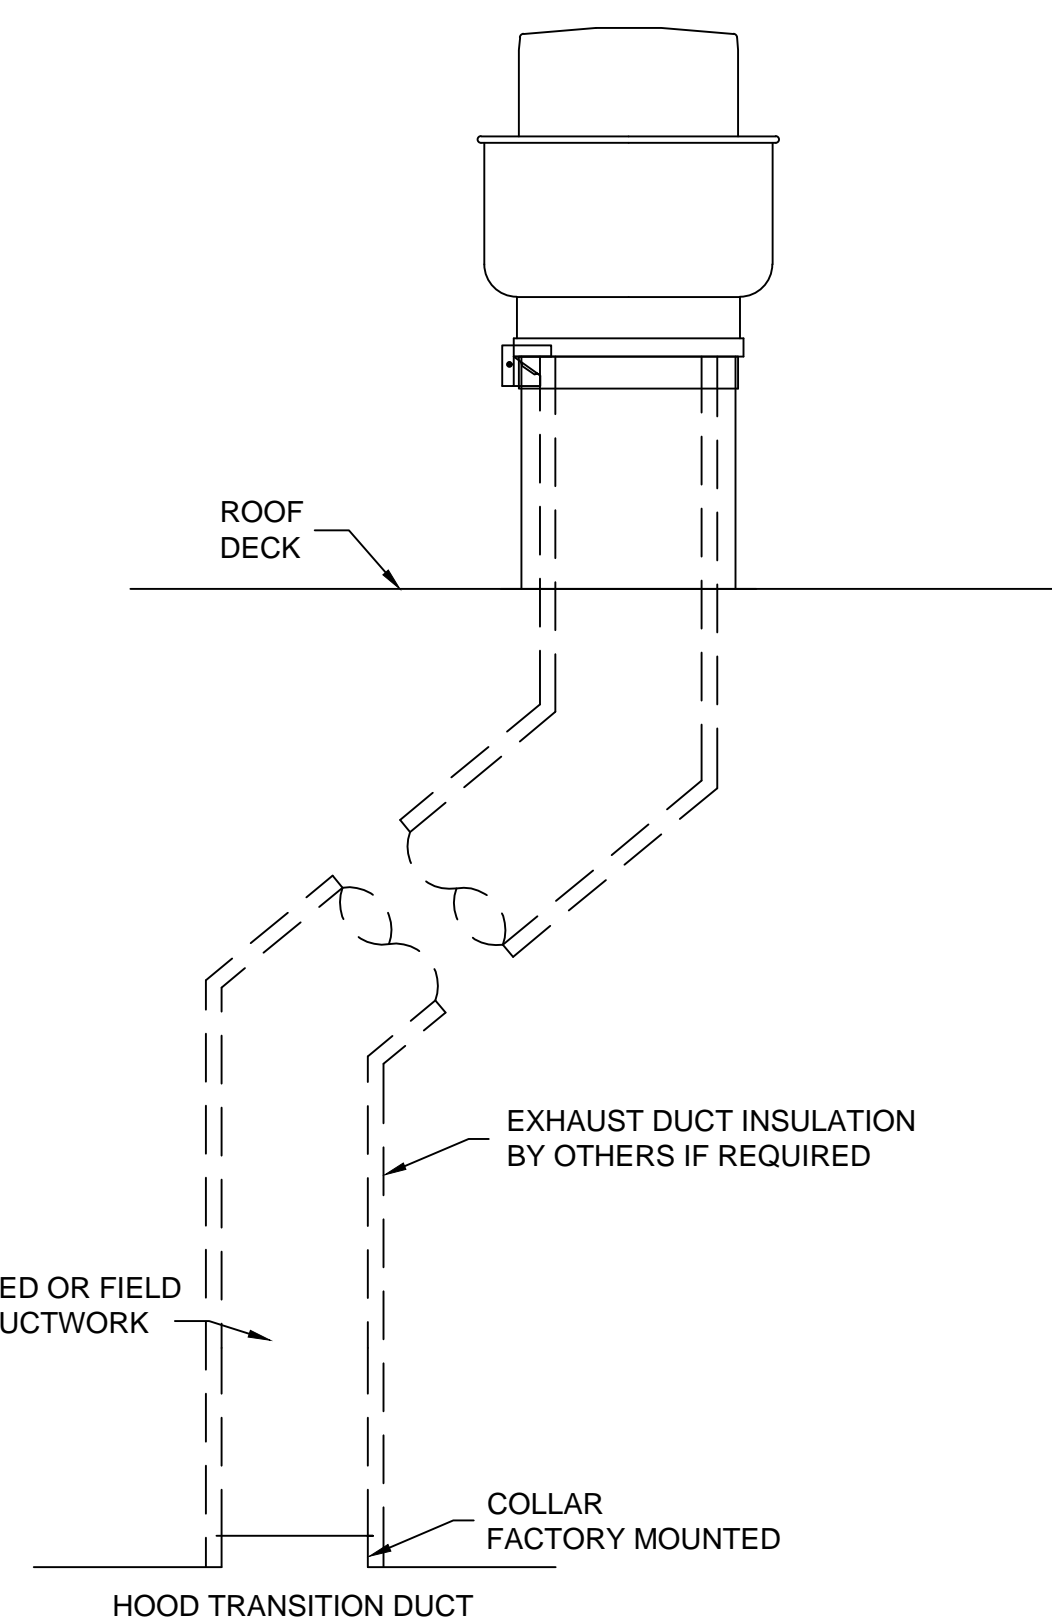 ROOF
DECK
EXHAUST DUCT INSULATION
BY OTHERS IF REQUIRED
ED OR FIELD
UCTWORK
COLLAR
FACTORY MOUNTED
HOOD TRANSITION DUCT